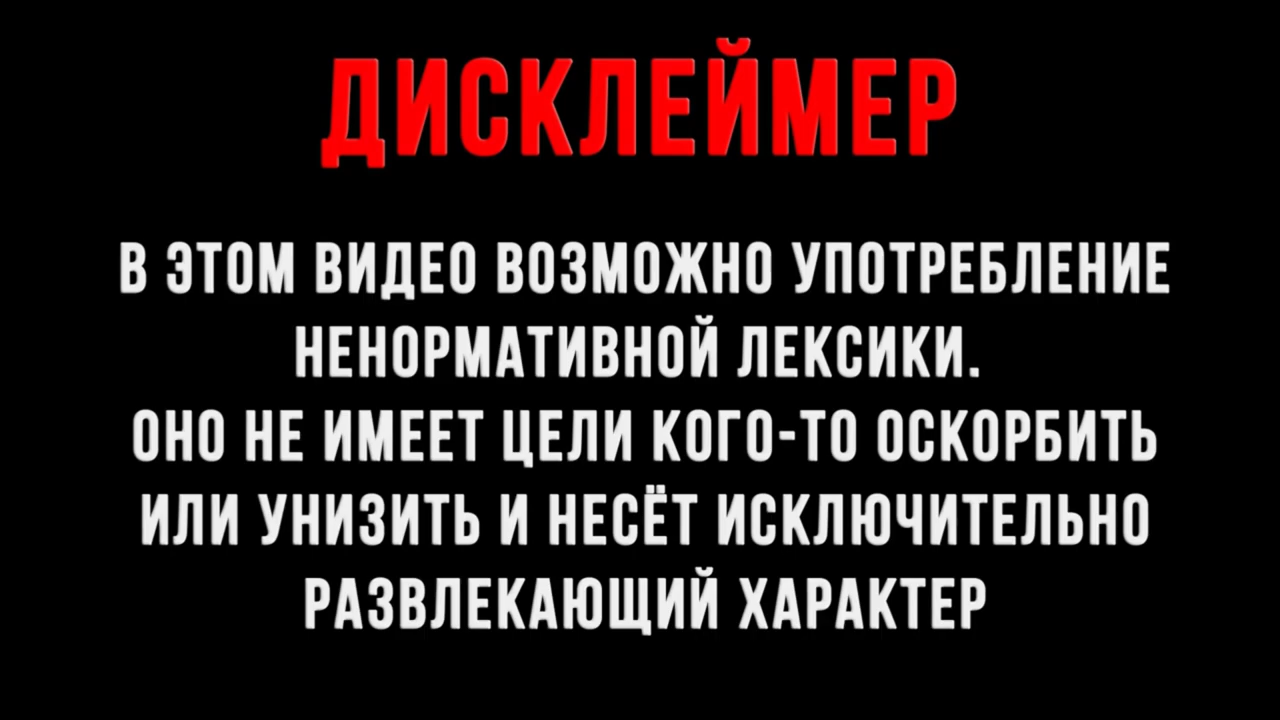 ДИСКЛЕЙМЕР
В ЭТОМ ВИДЕО ВОЗМОЖНО УПОТРЕБЛЕНИЕ
НЕНОРМАТИВНОЙ ЛЕКСИКИ.
ОНО НЕ ИМЕЕТ ЦЕЛИ КОГО-ТО ОСКОРБИТЬ
ИЛИ УНИЗИТЬ И НЕСЁТ ИСКЛЮЧИТЕЛЬНО
РАЗВЛЕКАЮЩИЙ ХАРАКТЕР